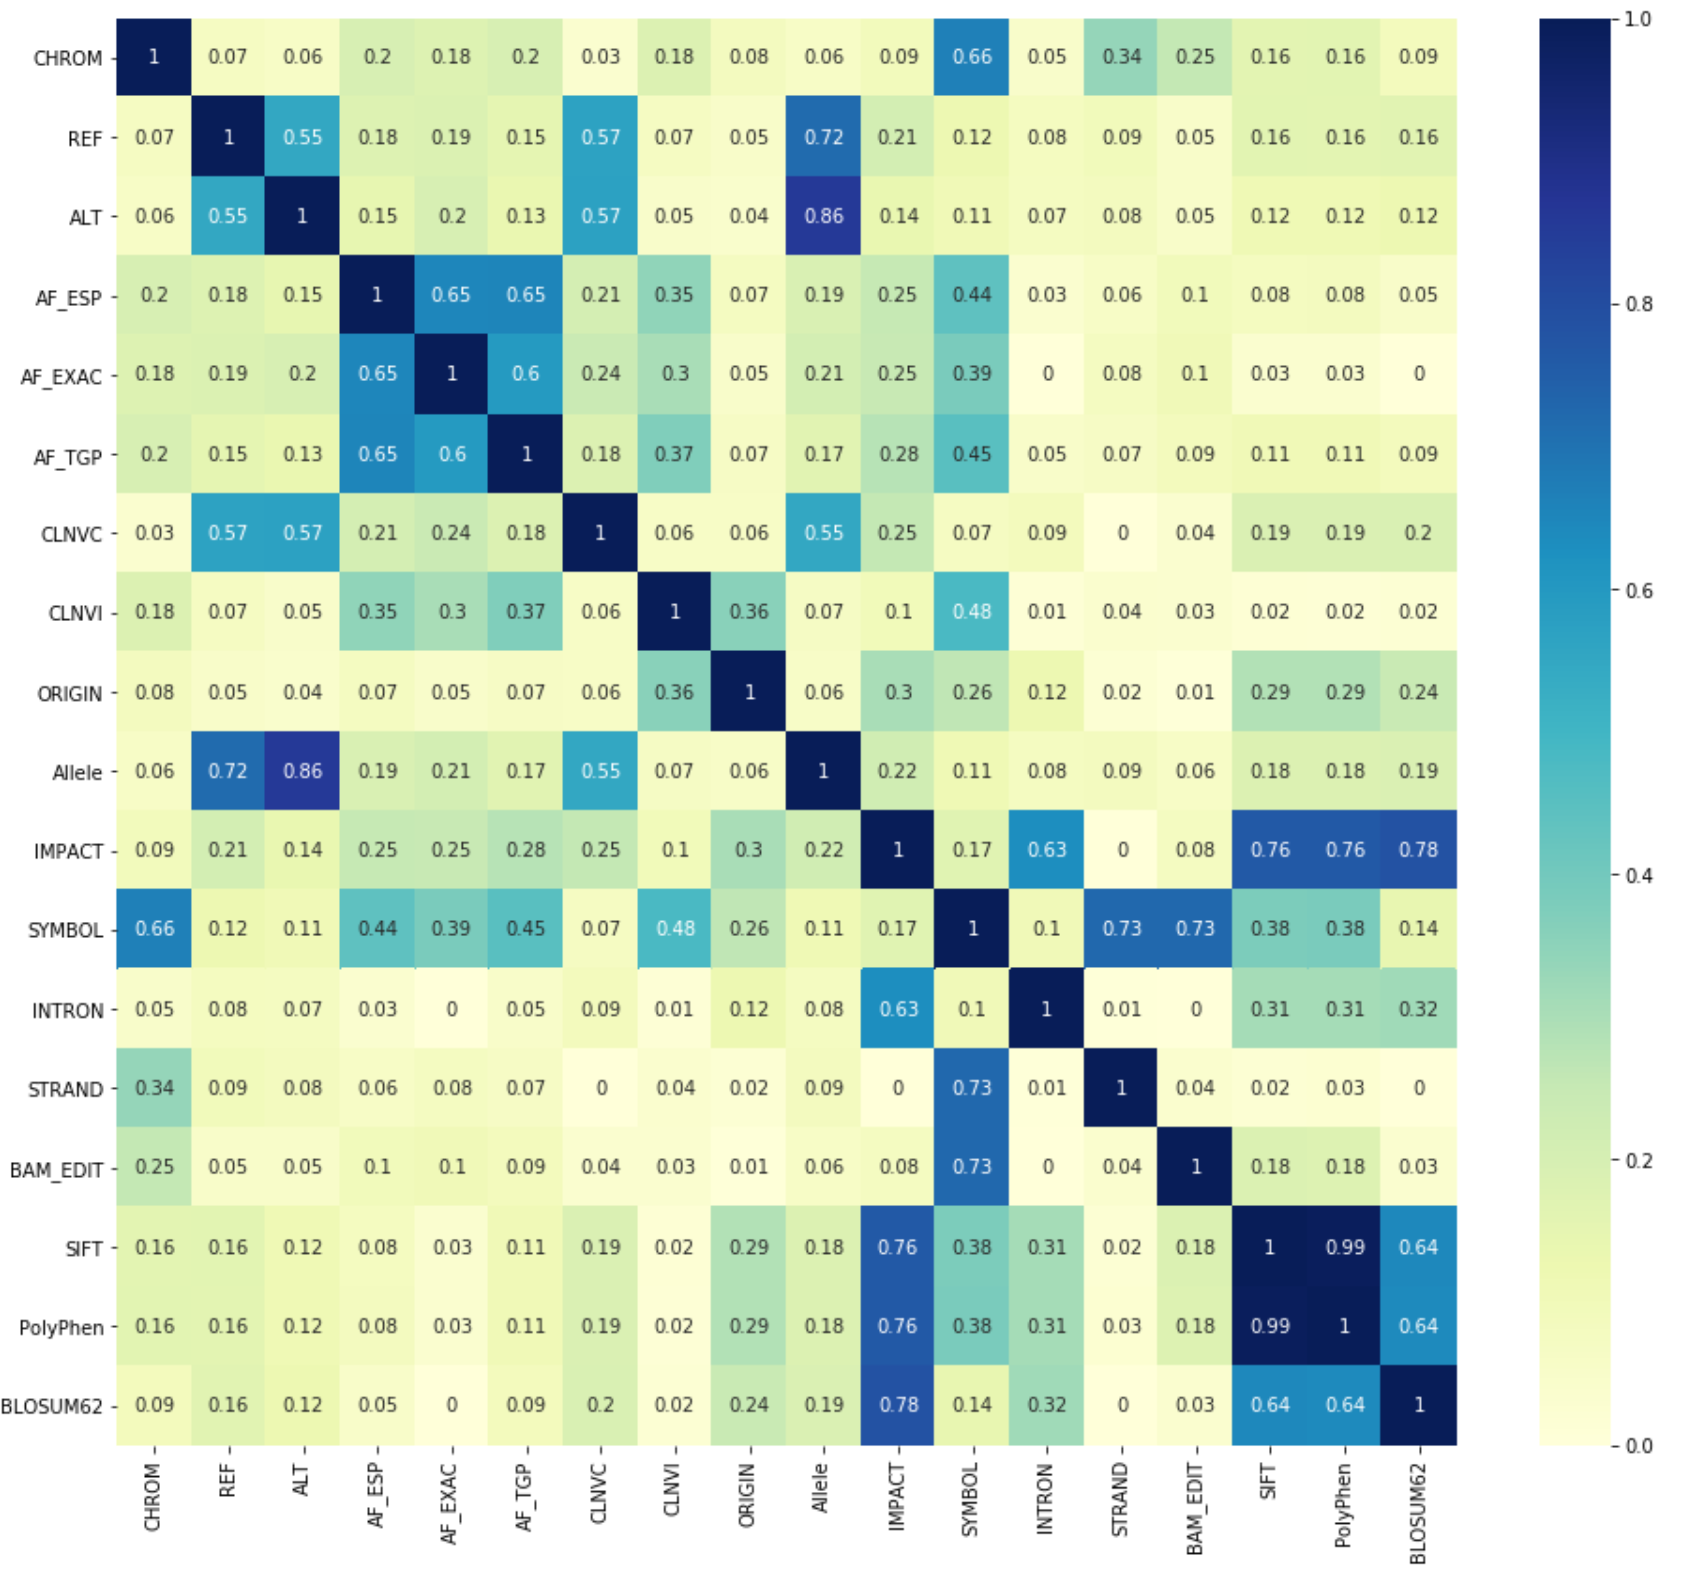 CHROM 1 0.07 0.06 0.2 0.18 0.2 0.03 0.18 0.08 0.06 0.09 0.66 0.05 0.34 0.25 0.16 0.16 0.09
REF 0.07 1 0.55 0.18 0.19 0.15 0.57 0.07 0.05 0.72 0.21 0.12 0.08 0.09 0.05 0.16 0.16 0.16
ALT 0.06 0.55 1 0.15 0.2 0.13 0.57 0.05 0.04 0.86 0.14 0.11 0.07 0.08 0.05 0.12 0.12 0.12
AF_ESP 0.2 0.18 0.15 1 0.65 0.65 0.21 0.35 0.07 0.19 0.25 0.44 0.03 0.06 0.1 0.08 0.08 0.05
AF_EXAC 0.18 0.19 0.2 0.65 1 0.6 0.24 0.3 0.05 0.21 0.25 0.39 0 0.08 0.1 0.03 0.03 0
AF_TGP 0.2 0.15 0.13 0.65 0.6 1 0.18 0.37 0.07 0.17 0.28 0.45 0.05 0.07 0.09 0.11 0.11 0.09
CLNVC 0.03 0.57 0.57 0.21 0.24 0.18 1 0.06 0.06 0.55 0.25 0.07 0.09 0 0.04 0.19 0.19 0.2
CLNVI 0.18 0.07 0.05 0.35 0.3 0.37 0.06 1 0.36 0.07 0.1 0.48 0.01 0.04 0.03 0.02 0.02 0.02
ORIGIN 0.08 0.05 0.04 0.07 0.05 0.07 0.06 0.36 1 0.06 0.3 0.26 0.12 0.02 0.01 0.29 0.29 0.24
Allele 0.06 0.72 0.86 0.19 0.21 0.17 0.55 0.07 0.06 1 0.22 0.11 0.08 0.09 0.06 0.18 0.18 0.19
IMPACT 0.09 0.21 0.14 0.25 0.25 0.28 0.25 0.1 0.3 0.22 1 0.17 0.63 0 0.08 0.76 0.76 0.78
SYMBOL 0.66 0.12 0.11 0.44 0.39 0.45 0.07 0.48 0.26 0.11 0.17 1 0.1 0.73 0.73 0.38 0.38 0.14
INTRON 0.05 0.08 0.07 0.03 0 0.05 0.09 0.01 0.12 0.08 0.63 0.1 1 0.01 0 0.31 0.31 0.32
STRAND 0.34 0.09 0.08 0.06 0.08 0.07 0 0.04 0.02 0.09 0 0.73 0.01 1 0.04 0.02 0.03 0
BAM_EDIT 0.25 0.05 0.05 0.1 0.1 0.09 0.04 0.03 0.01 0.06 0.08 0.73 0 0.04 1 0.18 0.18 0.03
SIFT 0.16 0.16 0.12 0.08 0.03 0.11 0.19 0.02 0.29 0.18 0.76 0.38 0.31 0.02 0.18 1 0.99 0.64
PolyPhen 0.16 0.16 0.12 0.08 0.03 0.11 0.19 0.02 0.29 0.18 0.76 0.38 0.31 0.03 0.18 0.99 1 0.64
BLOSUM62 0.09 0.16 0.12 0.05 0 0.09 0.2 0.02 0.24 0.19 0.78 0.14 0.32 0 0.03 0.64 0.64 1
CHROM REF ALT AF_ESP AF_EXAC AF_TGP CLNVC CLNVI ORIGIN Allele IMPACT SYMBOL INTRON STRAND BAM_EDIT SIFT PolyPhen BLOSUM62
1.0
0.8
0.6
0.4
0.2
0.0